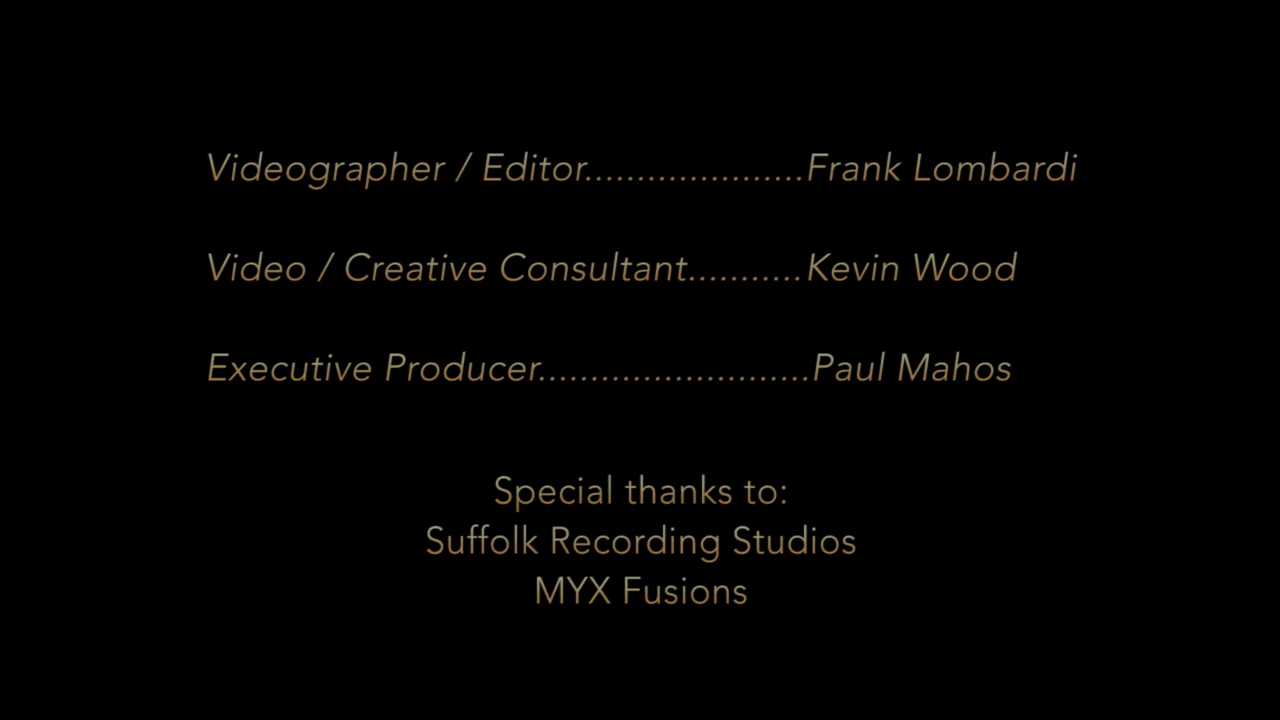 Videographer / Editor.....................Frank Lombardi
Video / Creative Consultant...........Kevin Wood
Executive Producer..........................Paul Mahos
Special thanks to:
Suffolk Recording Studios
MYX Fusions